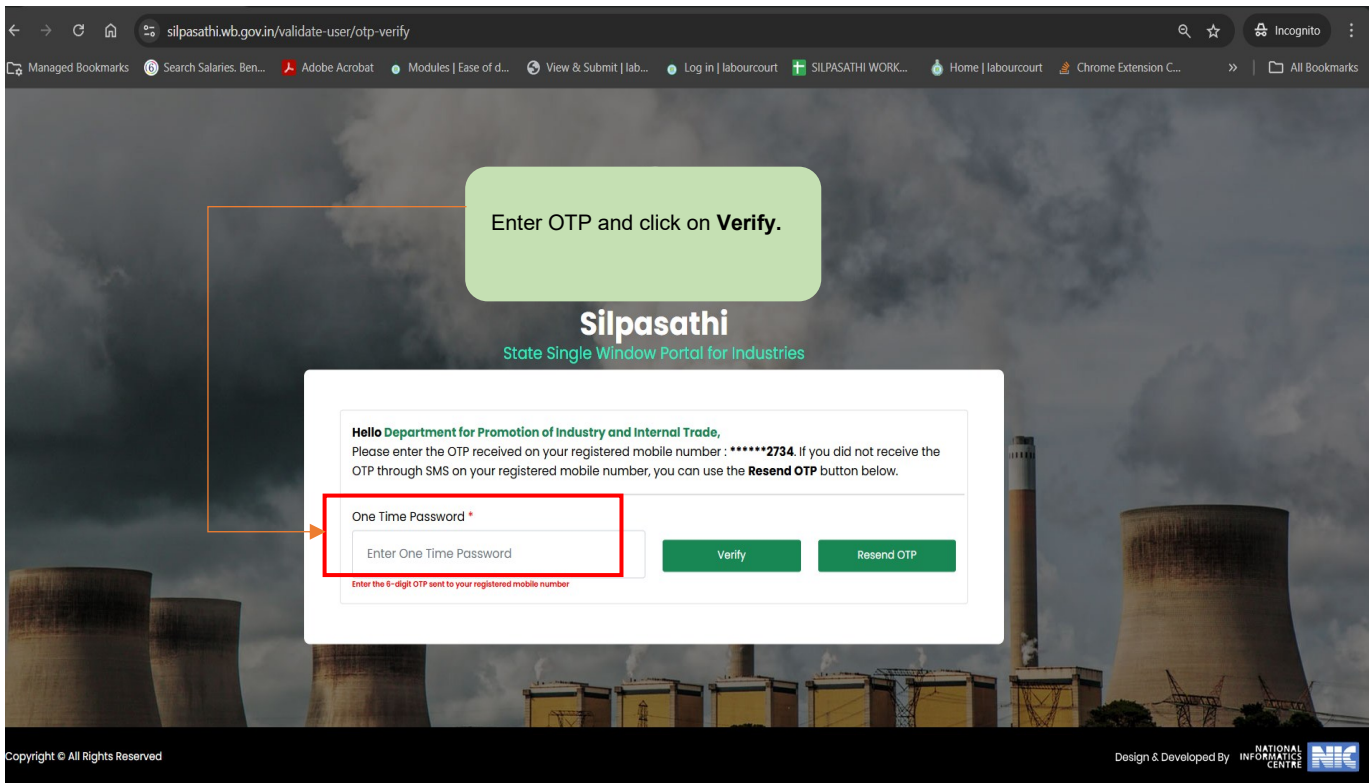 silpasathi.wb.gov.in/validate-user/otp-verify
Incognito
Managed Bookmarks
Search Salaries. Ben...
Adobe Acrobat
Modules | Ease of d...
View & Submit | lab...
Log in | labourcourt
SILPASATHI WORK...
Home | labourcourt
Chrome Extension C...
»
All Bookmarks
Enter OTP and click on Verify.
Silpasathi
State Single Window Portal for Industries
Hello Department for Promotion of Industry and Internal Trade,
Please enter the OTP received on your registered mobile number : ******2734. If you did not receive the
OTP through SMS on your registered mobile number, you can use the Resend OTP button below.
One Time Password *
Enter One Time Password
Verify
Resend OTP
Enter the 6-digit OTP sent to your registered mobile number
Copyright © All Rights Reserved
Design & Developed By
NATIONAL
INFORMATICS
CENTRE
NIC